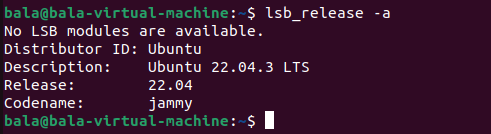 bala@bala-virtual-machine:~$ lsb_release -a
No LSB modules are available.
Distributor ID: Ubuntu
Description:    Ubuntu 22.04.3 LTS
Release:        22.04
Codename:       jammy
bala@bala-virtual-machine:~$